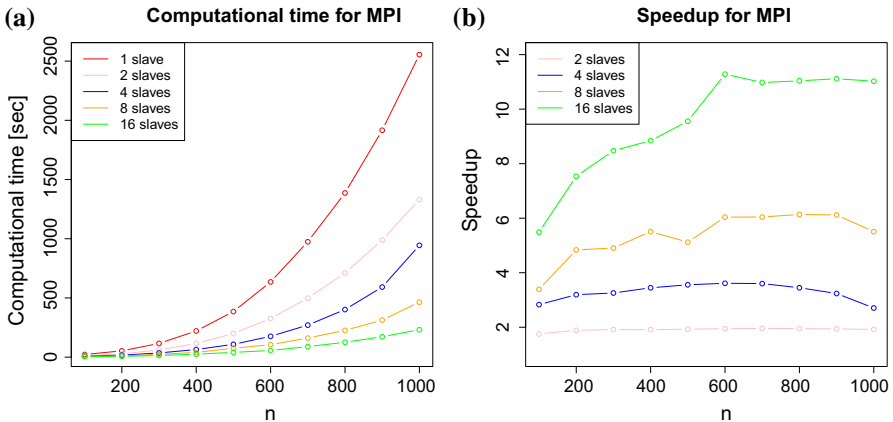 (a)
Computational time for MPI
1 slave
2 slaves
4 slaves
8 slaves
16 slaves
Computational time [sec]
2500
2000
1500
1000
500
0
200
400
600
800
1000
n
(b)
Speedup for MPI
2 slaves
4 slaves
8 slaves
16 slaves
Speedup
12
10
8
6
4
2
200
400
600
800
1000
n